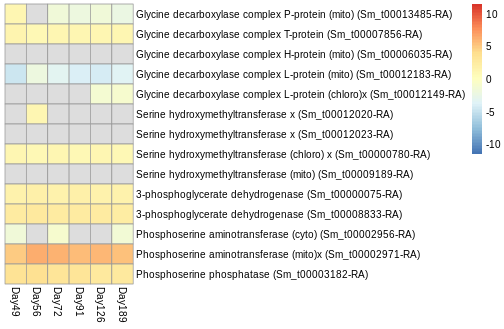 Glycine decarboxylase complex P-protein (mito) (Sm_t00013485-RA)
Glycine decarboxylase complex T-protein (Sm_t00007856-RA)
Glycine decarboxylase complex H-protein (mito) (Sm_t00006035-RA)
Glycine decarboxylase complex L-protein (mito) (Sm_t00012183-RA)
Glycine decarboxylase complex L-protein (chloro)x (Sm_t00012149-RA)
Serine hydroxymethyltransferase x (Sm_t00012020-RA)
Serine hydroxymethyltransferase x (Sm_t00012023-RA)
Serine hydroxymethyltransferase (chloro) x (Sm_t00000780-RA)
Serine hydroxymethyltransferase (mito) (Sm_t00009189-RA)
3-phosphoglycerate dehydrogenase (Sm_t00000075-RA)
3-phosphoglycerate dehydrogenase (Sm_t00008833-RA)
Phosphoserine aminotransferase (cyto) (Sm_t00002956-RA)
Phosphoserine aminotransferase (mito)x (Sm_t00002971-RA)
Phosphoserine phosphatase (Sm_t00003182-RA)
Day49
Day56
Day72
Day91
Day126
Day189
10
5
0
-5
-10